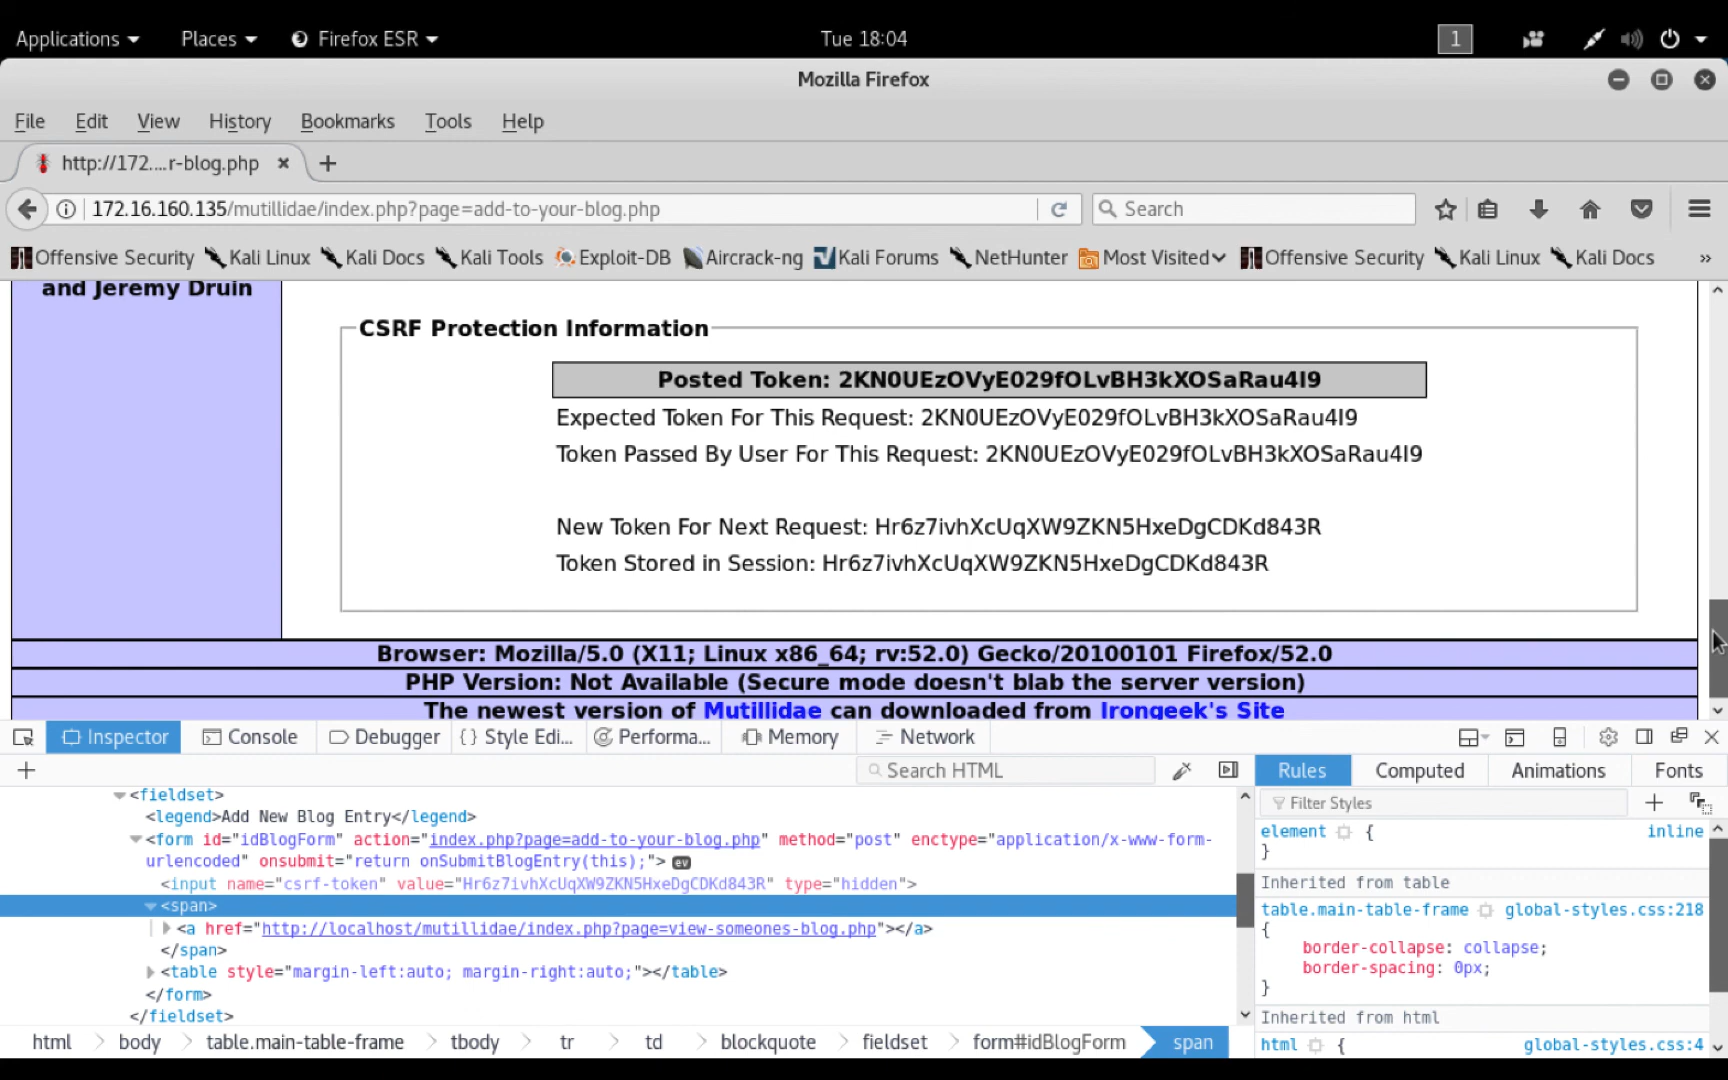 Applications Places Firefox ESR Tue 18:04 1
Mozilla Firefox
File Edit View History Bookmarks Tools Help
http://172....r-blog.php
172.16.160.135/mutillidae/index.php?page=add-to-your-blog.php Search
Offensive Security Kali Linux Kali Docs Kali Tools Exploit-DB Aircrack-ng Kali Forums NetHunter Most Visited Offensive Security Kali Linux Kali Docs »
and Jeremy Druin
CSRF Protection Information
Posted Token: 2KN0UEzOVyE029fOLvBH3kXOSaRau4I9
Expected Token For This Request: 2KN0UEzOVyE029fOLvBH3kXOSaRau4I9
Token Passed By User For This Request: 2KN0UEzOVyE029fOLvBH3kXOSaRau4I9
New Token For Next Request: Hr6z7ivhXcUqXW9ZKN5HxeDgCDKd843R
Token Stored in Session: Hr6z7ivhXcUqXW9ZKN5HxeDgCDKd843R
Browser: Mozilla/5.0 (X11; Linux x86_64; rv:52.0) Gecko/20100101 Firefox/52.0
PHP Version: Not Available (Secure mode doesn't blab the server version)
The newest version of Mutillidae can downloaded from Irongeek's Site
Inspector Console Debugger {} Style Edi... Performa... Memory Network
+ Search HTML
<fieldset>
<legend>Add New Blog Entry</legend>
<form id="idBlogForm" action="index.php?page=add-to-your-blog.php" method="post" enctype="application/x-www-form-
urlencoded" onsubmit="return onSubmitBlogEntry(this);"> ev
<input name="csrf-token" value="Hr6z7ivhXcUqXW9ZKN5HxeDgCDKd843R" type="hidden">
<span>
<a href="http://localhost/mutillidae/index.php?page=view-someones-blog.php"></a>
</span>
<table style="margin-left:auto; margin-right:auto;"></table>
</form>
</fieldset>
html body table.main-table-frame tbody tr td blockquote fieldset form#idBlogForm span
Rules Computed Animations Fonts
Filter Styles +
element { inline
}
Inherited from table
table.main-table-frame global-styles.css:218
{
border-collapse: collapse;
border-spacing: 0px;
}
Inherited from html
html { global-styles.css:4